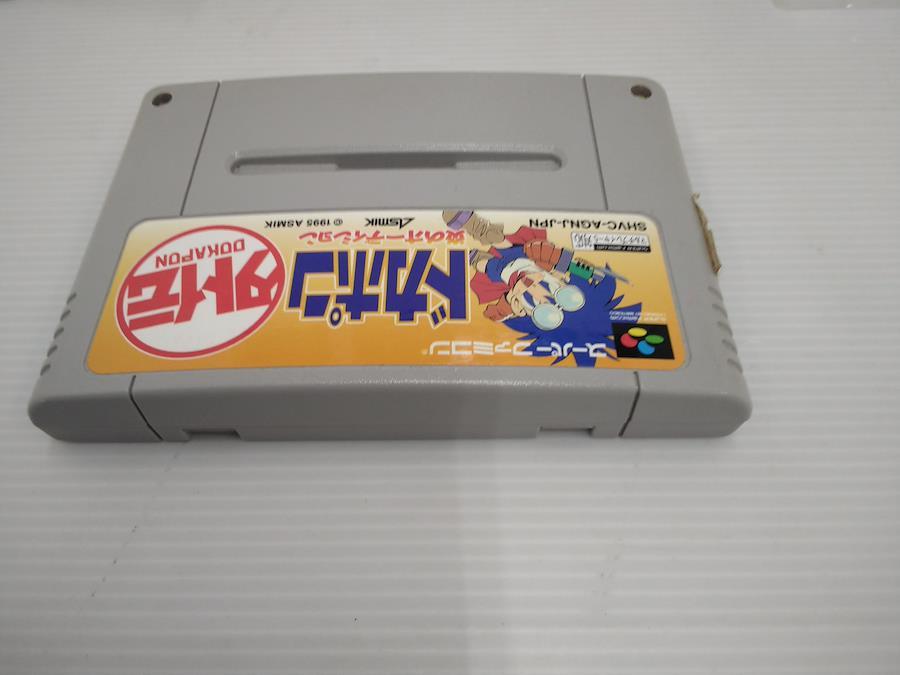 スーパーファミコン
ドカポン
外伝
DOKAPON
炎のオーディション
SHVC-AGNJ-JPN
ASMIK
© 1995 ASMIK